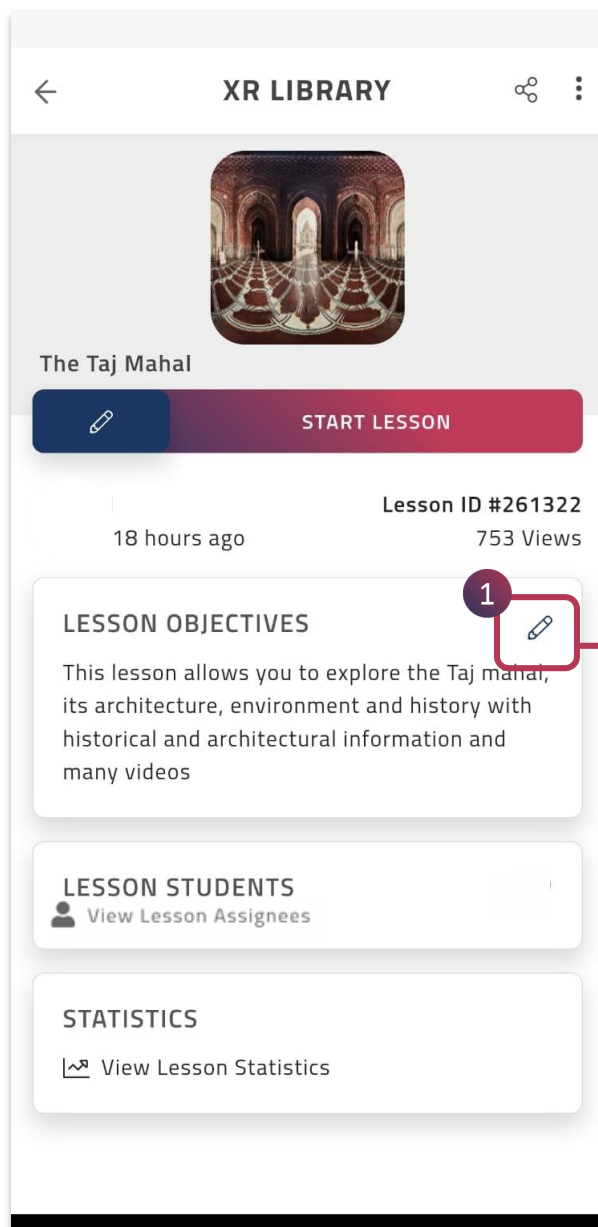 XR LIBRARY
The Taj Mahal
START LESSON
Lesson ID #261322
18 hours ago
753 Views
1
LESSON OBJECTIVES
This lesson allows you to explore the Taj mahal,
its architecture, environment and history with
historical and architectural information and
many videos
LESSON STUDENTS
View Lesson Assignees
STATISTICS
View Lesson Statistics